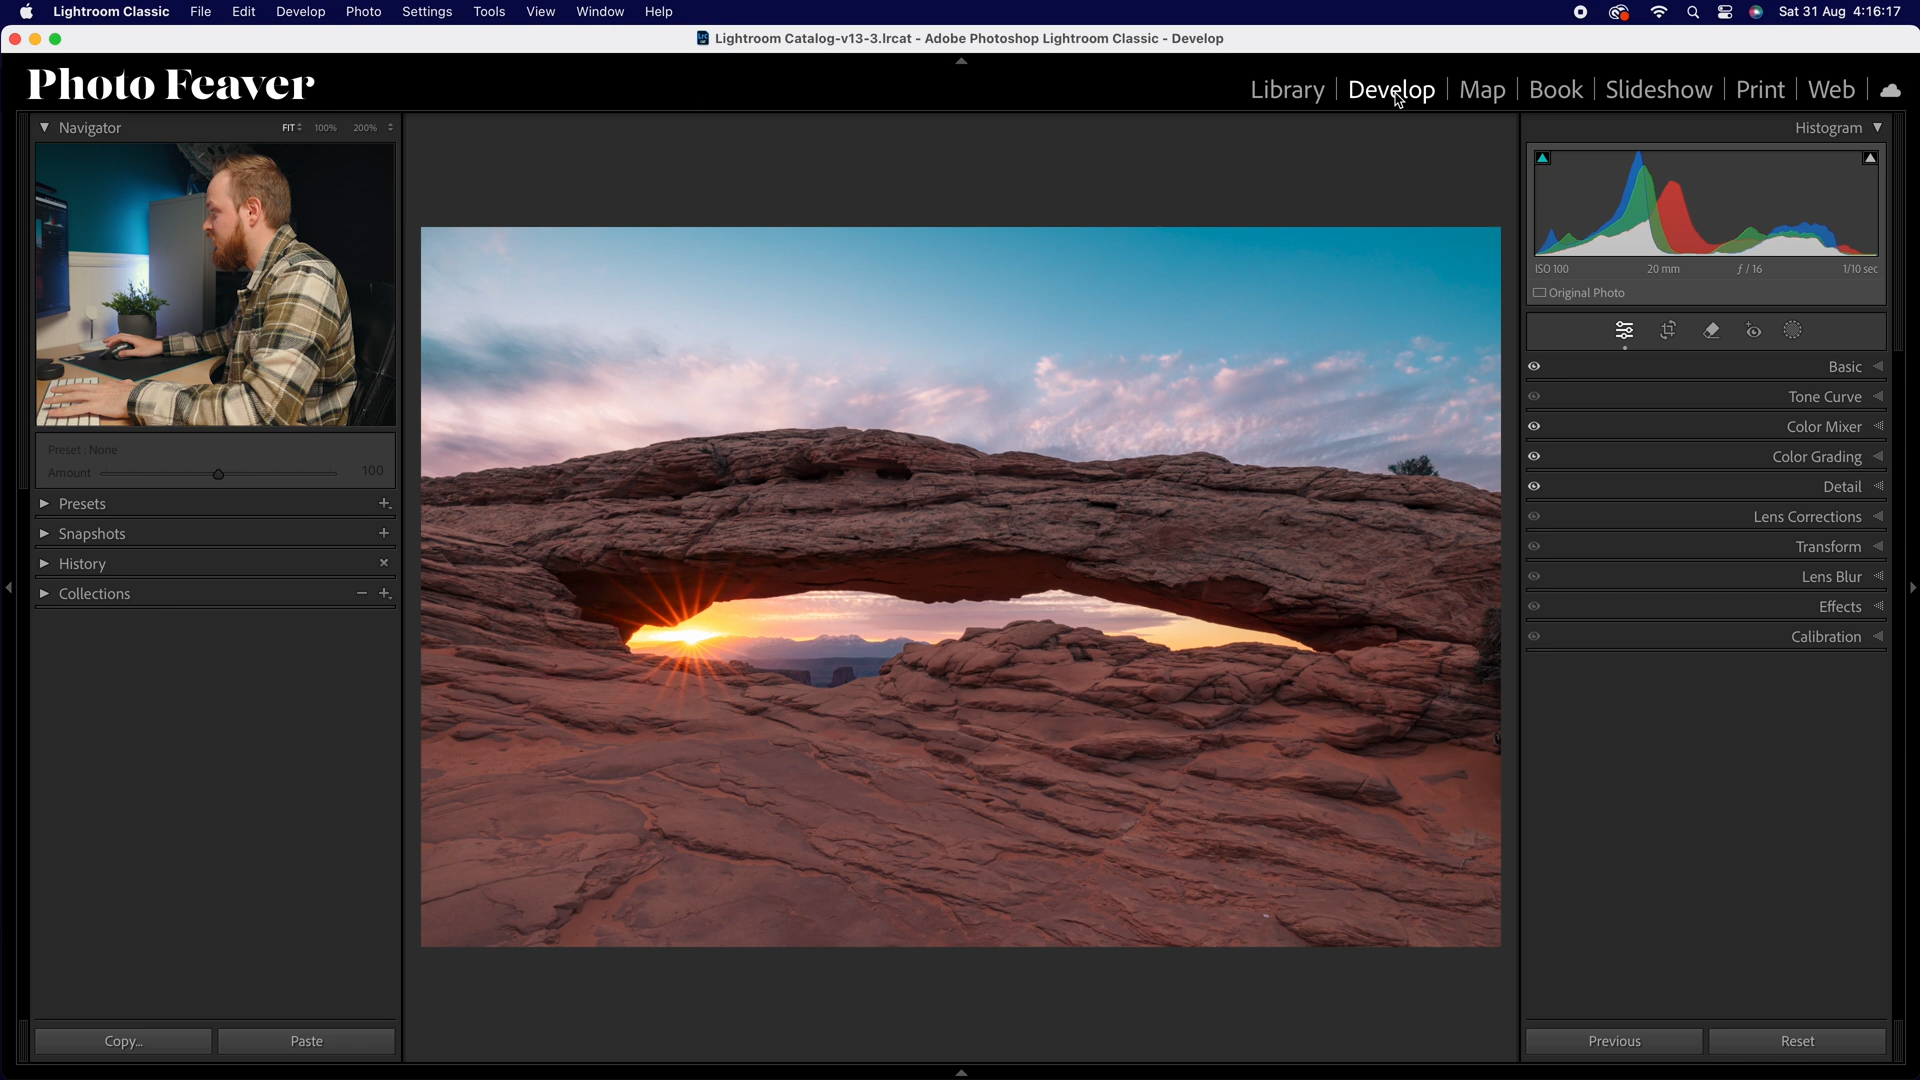 Lightroom Classic File Edit Develop Photo Settings Tools View Window Help Sat 31 Aug 4:16:17
Lightroom Catalog-v13-3.lrcat - Adobe Photoshop Lightroom Classic - Develop
Photo Feaver
Library | Develop | Map | Book | Slideshow | Print | Web
Navigator FIT 100% 200%
Histogram
ISO 100 20 mm ƒ / 16 1/10 sec
Original Photo
Preset : None
Amount 100
Presets
Snapshots
History
Collections
Basic
Tone Curve
Color Mixer
Color Grading
Detail
Lens Corrections
Transform
Lens Blur
Effects
Calibration
Copy... Paste
Previous Reset